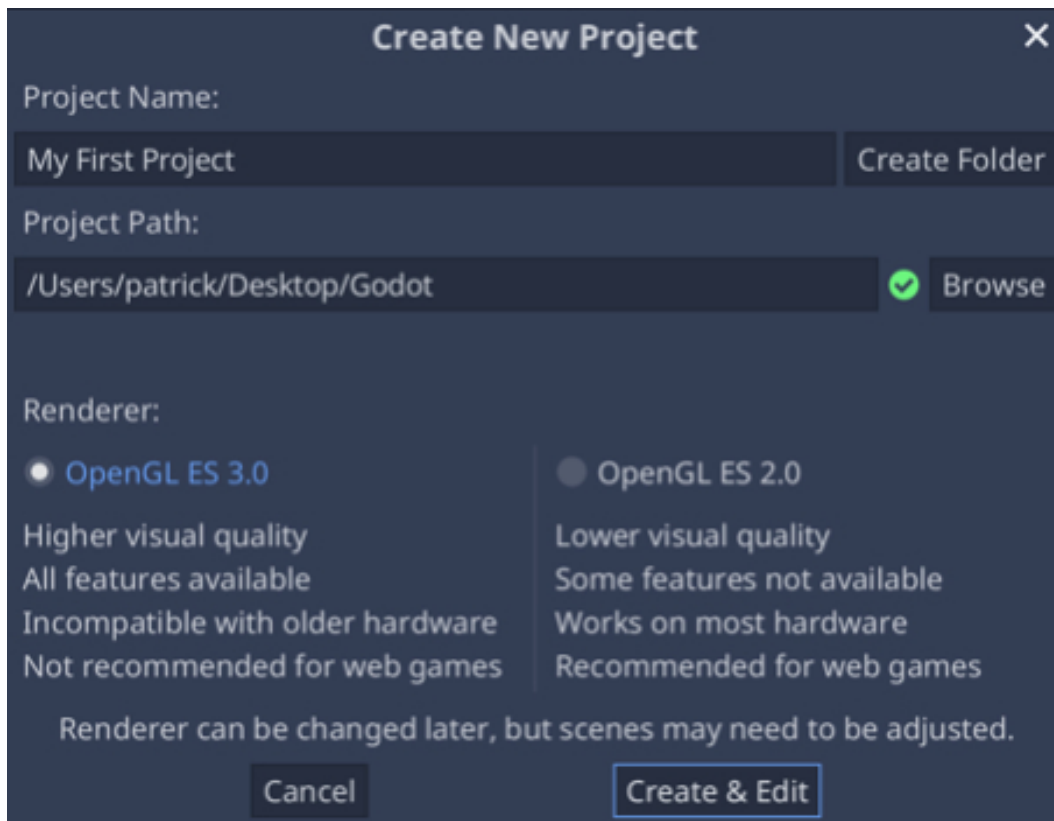 Create New Project
Project Name:
My First Project Create Folder
Project Path:
/Users/patrick/Desktop/Godot Browse
Renderer:
OpenGL ES 3.0 OpenGL ES 2.0
Higher visual quality Lower visual quality
All features available Some features not available
Incompatible with older hardware Works on most hardware
Not recommended for web games Recommended for web games
Renderer can be changed later, but scenes may need to be adjusted.
Cancel Create & Edit